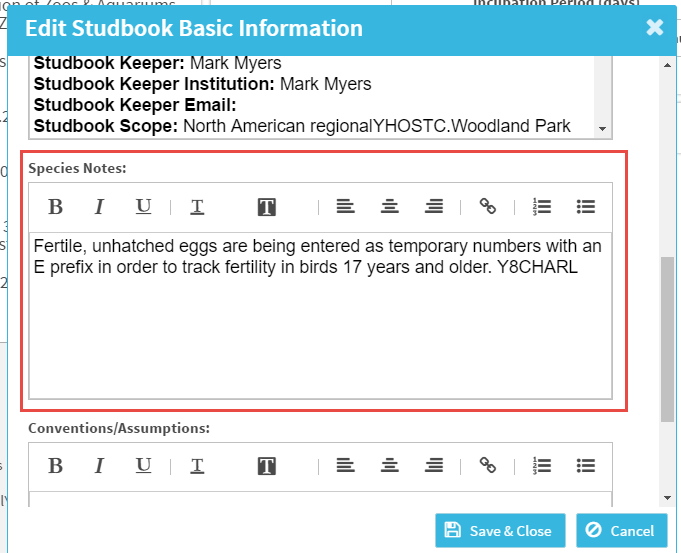 Edit Studbook Basic Information
Studbook Keeper: Mark Myers
Studbook Keeper Institution: Mark Myers
Studbook Keeper Email:
Studbook Scope: North American regionalYHOSTC.Woodland Park
Species Notes:
B I U T T
Fertile, unhatched eggs are being entered as temporary numbers with an
E prefix in order to track fertility in birds 17 years and older. Y8CHARL
Conventions/Assumptions:
B I U T T
Save & Close Cancel